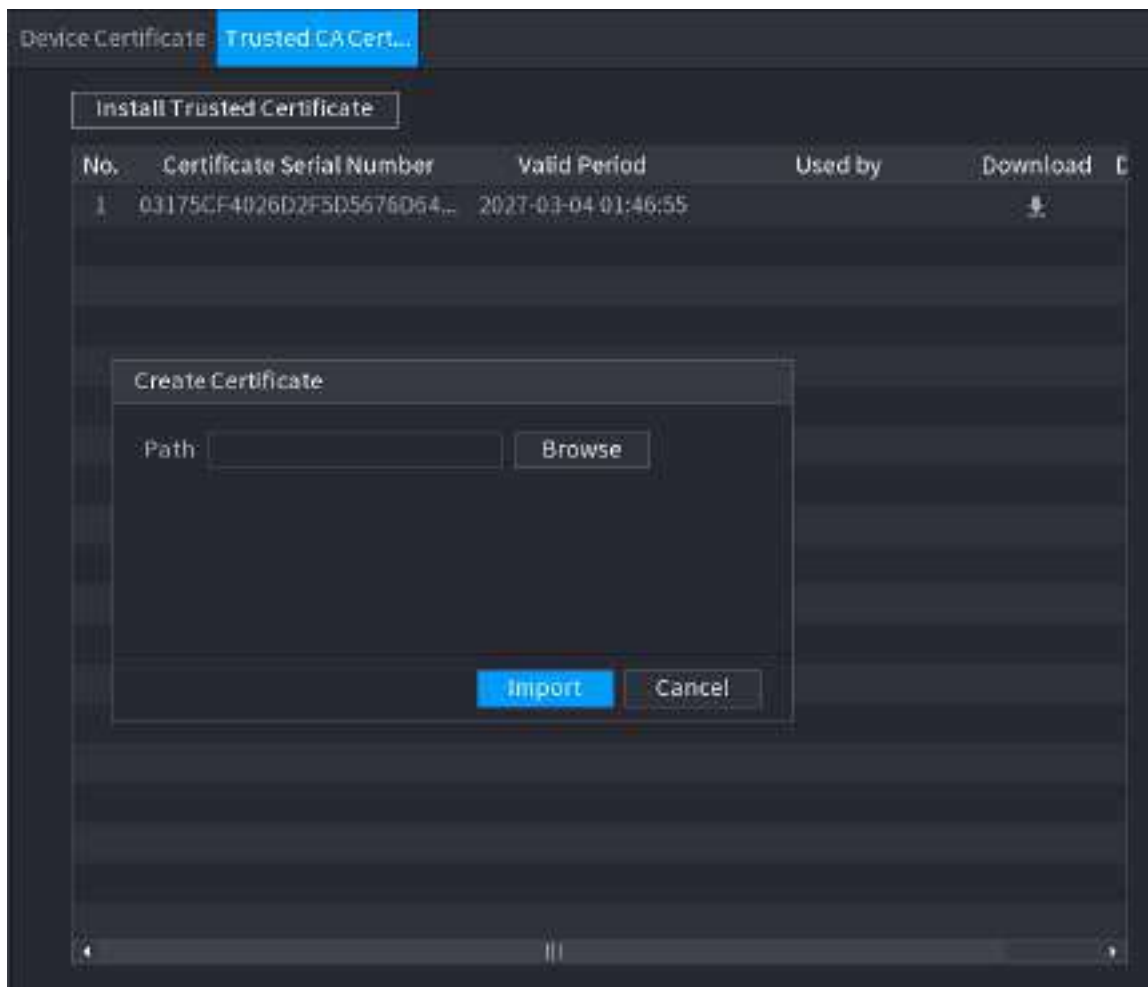 Device Certificate Trusted CA Cert...
Install Trusted Certificate
No. Certificate Serial Number Valid Period Used by Download D
1 03175CF4026D2F5D5676D64... 2027-03-04 01:46:55
Create Certificate
Path Browse
Import Cancel